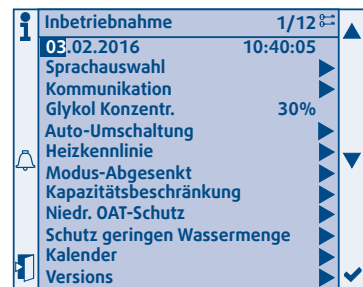 Inbetriebnahme 1/12
03.02.2016 10:40:05
Sprachauswahl
Kommunikation
Glykol Konzentr. 30%
Auto-Umschaltung
Heizkennlinie
Modus-Abgesenkt
Kapazitätsbeschränkung
Niedr. OAT-Schutz
Schutz geringen Wassermenge
Kalender
Versions